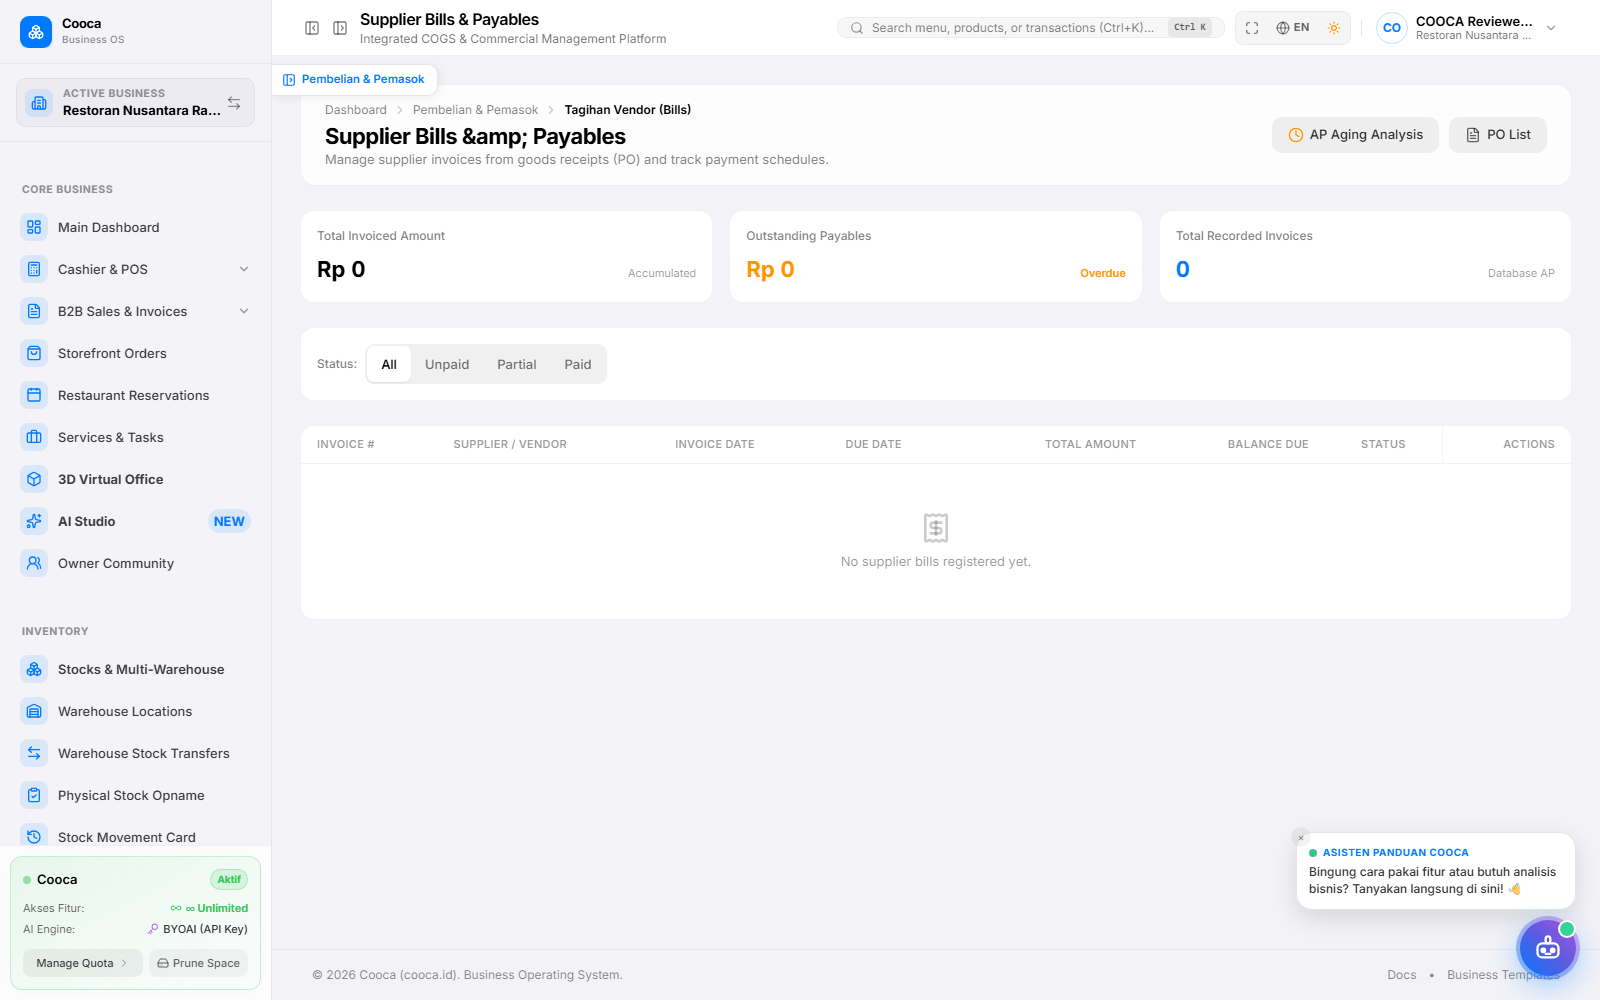 Cooca
Business OS
ACTIVE BUSINESS
Restoran Nusantara Ra...
CORE BUSINESS
Main Dashboard
Cashier & POS
B2B Sales & Invoices
Storefront Orders
Restaurant Reservations
Services & Tasks
3D Virtual Office
AI Studio NEW
Owner Community
INVENTORY
Stocks & Multi-Warehouse
Warehouse Locations
Warehouse Stock Transfers
Physical Stock Opname
Stock Movement Card
Cooca Aktif
Akses Fitur: ∞ Unlimited
AI Engine: BYOAI (API Key)
Manage Quota Prune Space
Supplier Bills & Payables
Integrated COGS & Commercial Management Platform
Search menu, products, or transactions (Ctrl+K)... Ctrl K
EN
CO
COOCA Reviewe...
Restoran Nusantara ...
Pembelian & Pemasok
Dashboard Pembelian & Pemasok Tagihan Vendor (Bills)
Supplier Bills &amp; Payables
Manage supplier invoices from goods receipts (PO) and track payment schedules.
AP Aging Analysis PO List
Total Invoiced Amount
Rp 0 Accumulated
Outstanding Payables
Rp 0 Overdue
Total Recorded Invoices
0 Database AP
Status: All Unpaid Partial Paid
INVOICE # SUPPLIER / VENDOR INVOICE DATE DUE DATE TOTAL AMOUNT BALANCE DUE STATUS ACTIONS
No supplier bills registered yet.
ASISTEN PANDUAN COOCA
Bingung cara pakai fitur atau butuh analisis
bisnis? Tanyakan langsung di sini! 👋
© 2026 Cooca (cooca.id). Business Operating System.
Docs • Business Templates